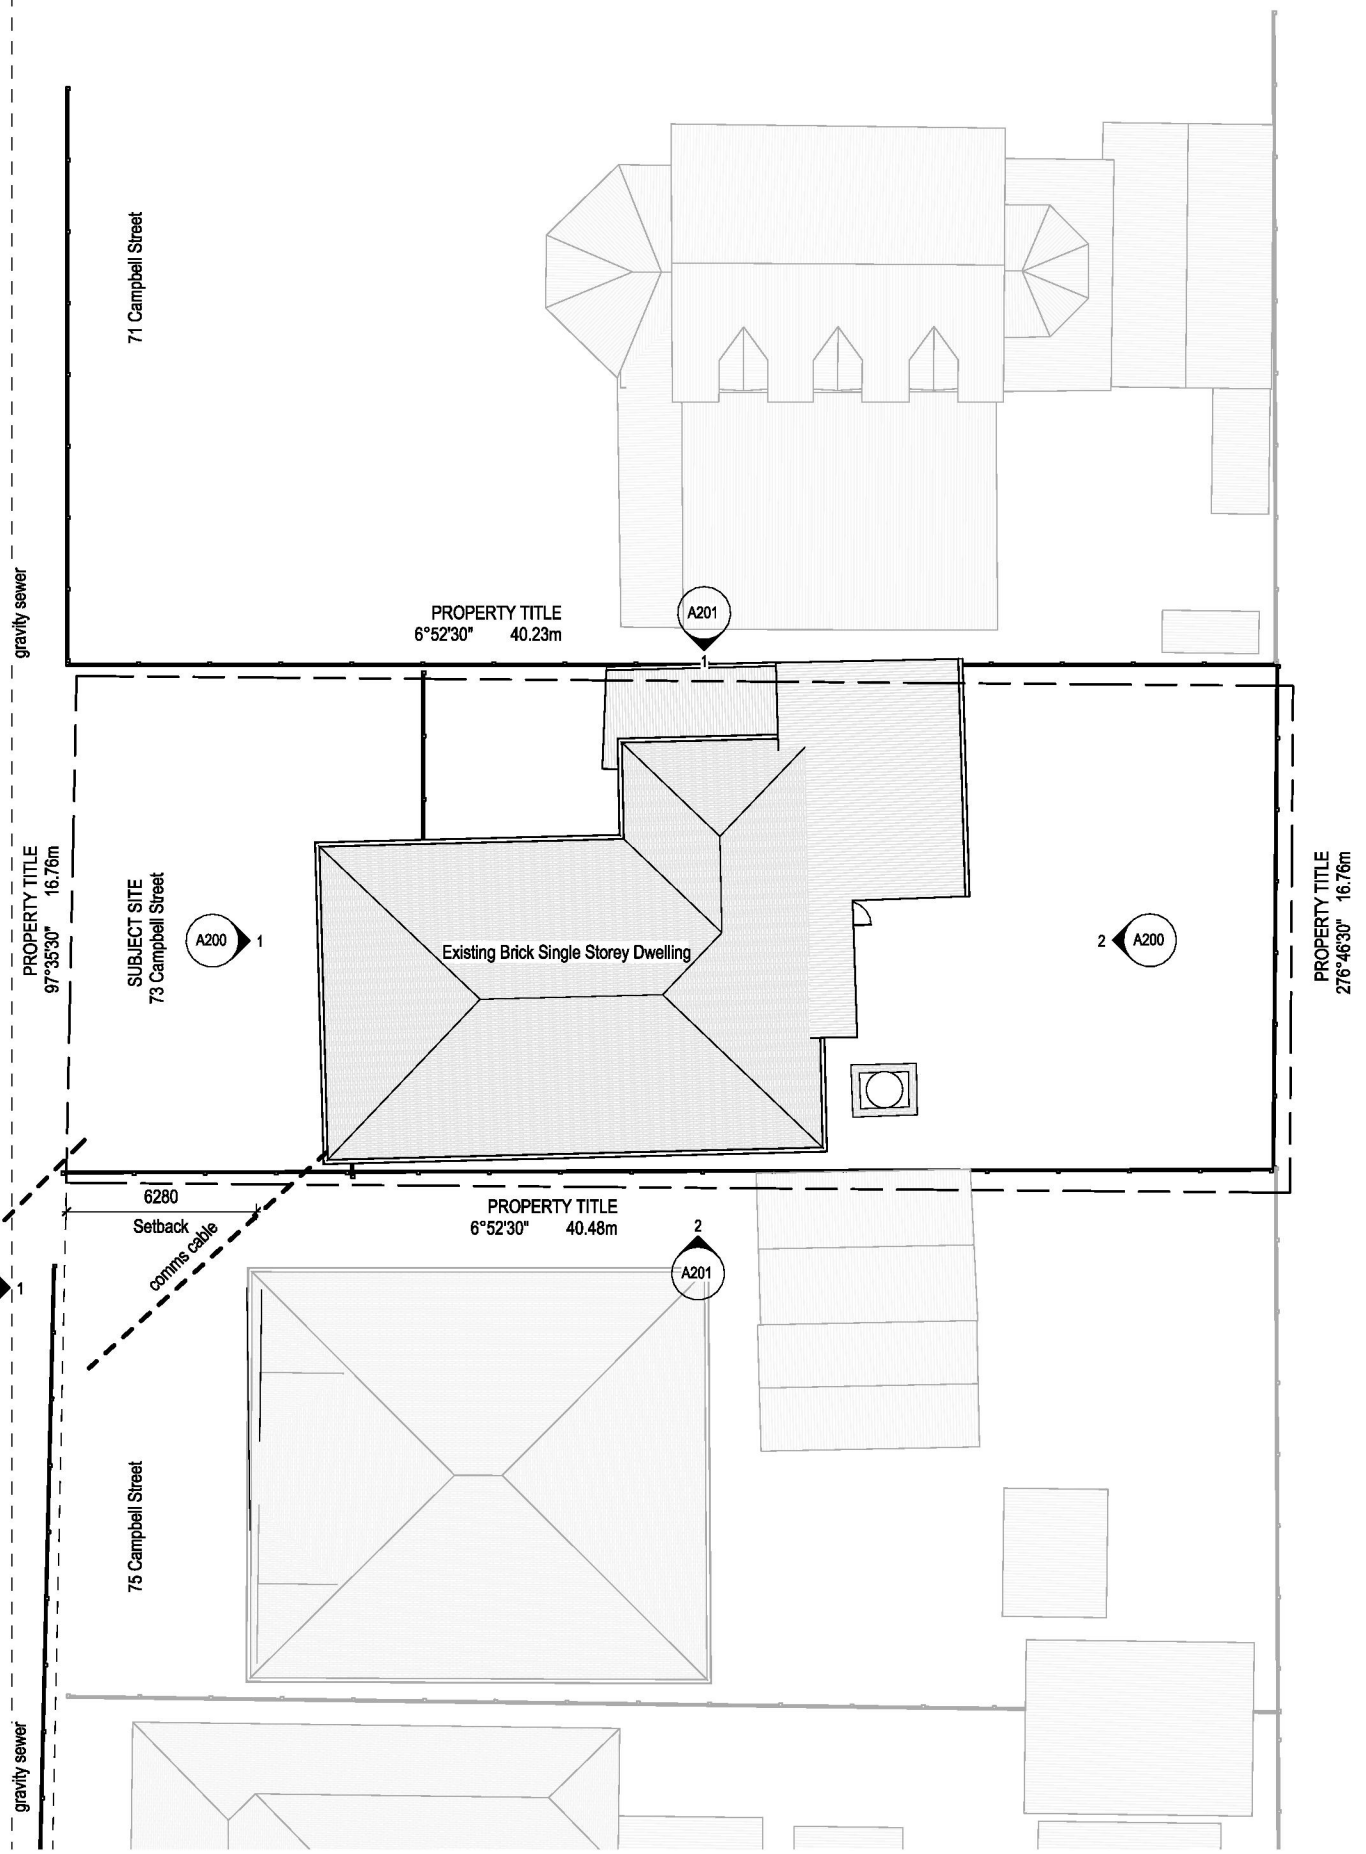 71 Campbell Street
gravity sewer
PROPERTY TITLE
6°52'30" 40.23m
A201
1
PROPERTY TITLE
97°35'30" 16.76m
SUBJECT SITE
73 Campbell Street
A200
1
Existing Brick Single Storey Dwelling
2
A200
PROPERTY TITLE
276°46'30" 16.76m
6280
Setback
comms cable
PROPERTY TITLE
6°52'30" 40.48m
2
A201
1
75 Campbell Street
gravity sewer